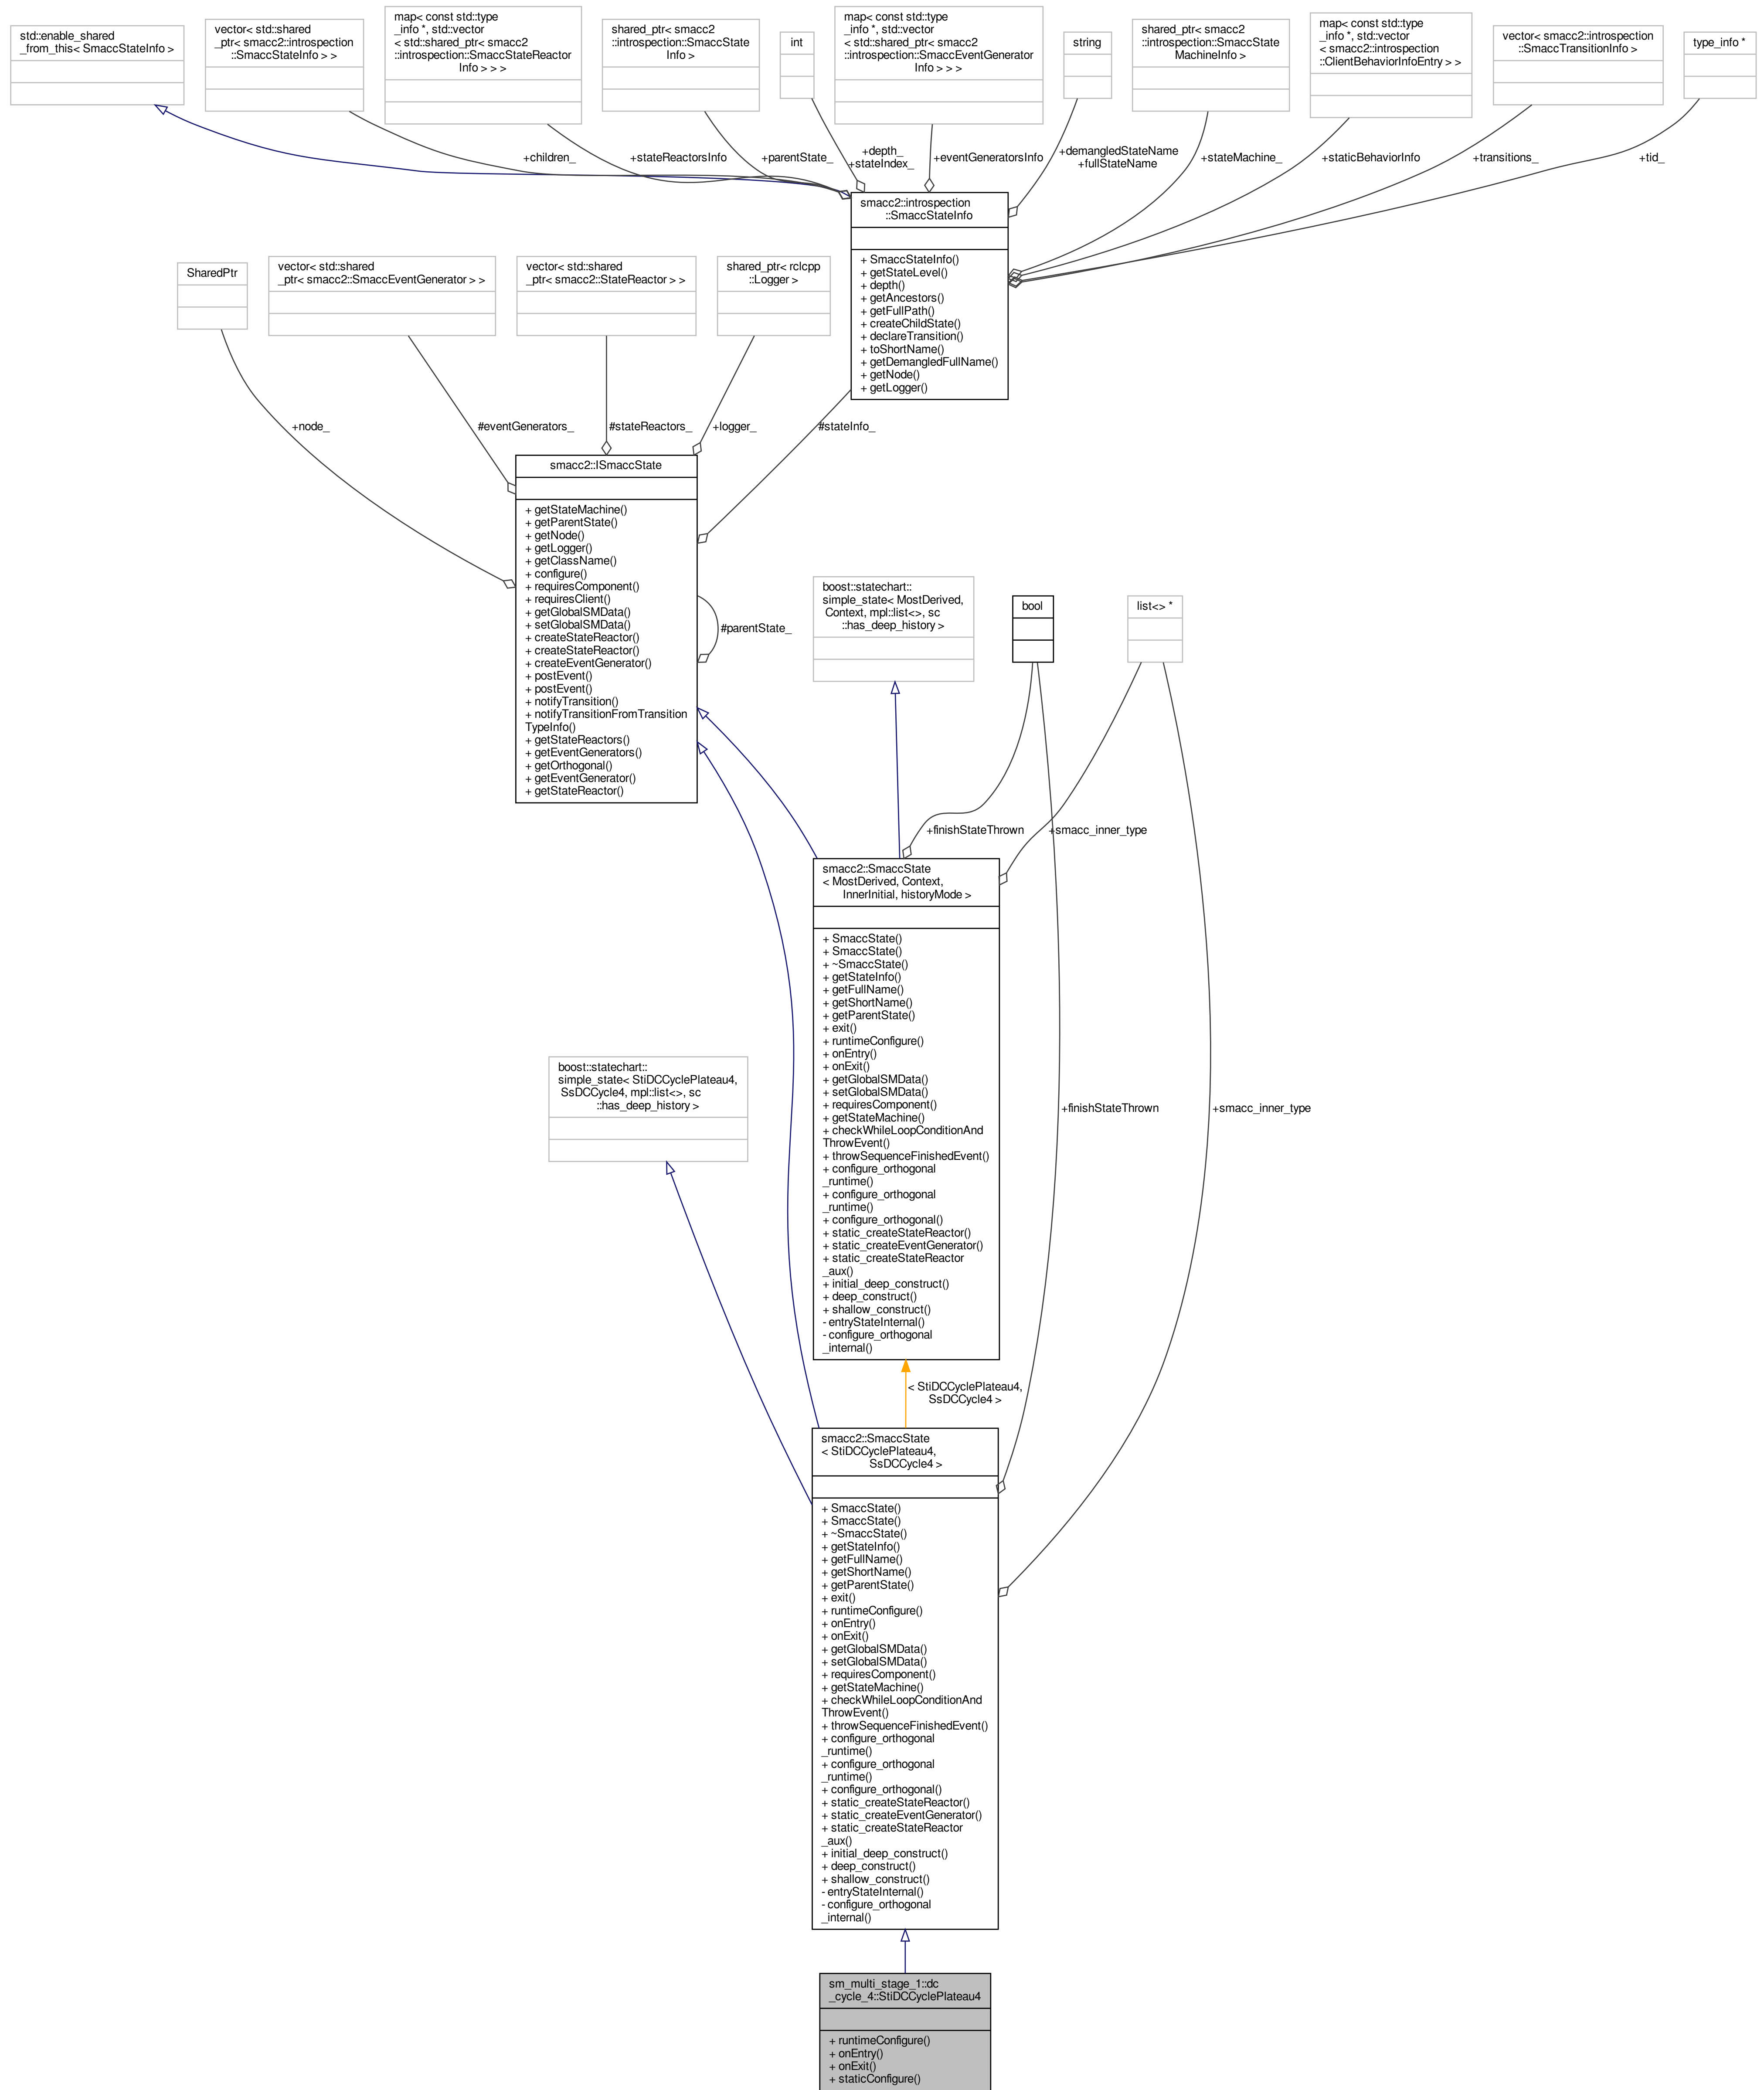 std::enable_shared
_from_this< SmaccStateInfo >
vector< std::shared
_ptr< smacc2::introspection
::SmaccStateInfo > >
map< const std::type
_info *, std::vector
< std::shared_ptr< smacc2
::introspection::SmaccStateReactor
Info > > >
shared_ptr< smacc2
::introspection::SmaccState
Info >
int
map< const std::type
_info *, std::vector
< std::shared_ptr< smacc2
::introspection::SmaccEventGenerator
Info > > >
string
shared_ptr< smacc2
::introspection::SmaccState
MachineInfo >
map< const std::type
_info *, std::vector
< smacc2::introspection
::ClientBehaviorInfoEntry > >
vector< smacc2::introspection
::SmaccTransitionInfo >
type_info *
+children_
+stateReactorsInfo
+parentState_
+depth_
+stateIndex_
+eventGeneratorsInfo
+demangledStateName
+fullStateName
+stateMachine_
+staticBehaviorInfo
+transitions_
+tid_
smacc2::introspection
::SmaccStateInfo
+ SmaccStateInfo()
+ getStateLevel()
+ depth()
+ getAncestors()
+ getFullPath()
+ createChildState()
+ declareTransition()
+ toShortName()
+ getDemangledFullName()
+ getNode()
+ getLogger()
SharedPtr
vector< std::shared
_ptr< smacc2::SmaccEventGenerator > >
vector< std::shared
_ptr< smacc2::StateReactor > >
shared_ptr< rclcpp
::Logger >
+node_
#eventGenerators_
#stateReactors_
+logger_
#stateInfo_
smacc2::ISmaccState
+ getStateMachine()
+ getParentState()
+ getNode()
+ getLogger()
+ getClassName()
+ configure()
+ requiresComponent()
+ requiresClient()
+ getGlobalSMData()
+ setGlobalSMData()
+ createStateReactor()
+ createStateReactor()
+ createEventGenerator()
+ postEvent()
+ postEvent()
+ notifyTransition()
+ notifyTransitionFromTransition
TypeInfo()
+ getStateReactors()
+ getEventGenerators()
+ getOrthogonal()
+ getEventGenerator()
+ getStateReactor()
#parentState_
boost::statechart::
simple_state< MostDerived,
Context, mpl::list<>, sc
::has_deep_history >
bool
list<> *
+finishStateThrown
+smacc_inner_type
smacc2::SmaccState
< MostDerived, Context,
InnerInitial, historyMode >
+ SmaccState()
+ SmaccState()
+ ~SmaccState()
+ getStateInfo()
+ getFullName()
+ getShortName()
+ getParentState()
+ exit()
+ runtimeConfigure()
+ onEntry()
+ onExit()
+ getGlobalSMData()
+ setGlobalSMData()
+ requiresComponent()
+ getStateMachine()
+ checkWhileLoopConditionAnd
ThrowEvent()
+ throwSequenceFinishedEvent()
+ configure_orthogonal
_runtime()
+ configure_orthogonal
_runtime()
+ configure_orthogonal()
+ static_createStateReactor()
+ static_createEventGenerator()
+ static_createStateReactor
_aux()
+ initial_deep_construct()
+ deep_construct()
+ shallow_construct()
- entryStateInternal()
- configure_orthogonal
_internal()
boost::statechart::
simple_state< StiDCCyclePlateau4,
SsDCCycle4, mpl::list<>, sc
::has_deep_history >
+finishStateThrown
+smacc_inner_type
< StiDCCyclePlateau4,
SsDCCycle4 >
smacc2::SmaccState
< StiDCCyclePlateau4,
SsDCCycle4 >
+ SmaccState()
+ SmaccState()
+ ~SmaccState()
+ getStateInfo()
+ getFullName()
+ getShortName()
+ getParentState()
+ exit()
+ runtimeConfigure()
+ onEntry()
+ onExit()
+ getGlobalSMData()
+ setGlobalSMData()
+ requiresComponent()
+ getStateMachine()
+ checkWhileLoopConditionAnd
ThrowEvent()
+ throwSequenceFinishedEvent()
+ configure_orthogonal
_runtime()
+ configure_orthogonal
_runtime()
+ configure_orthogonal()
+ static_createStateReactor()
+ static_createEventGenerator()
+ static_createStateReactor
_aux()
+ initial_deep_construct()
+ deep_construct()
+ shallow_construct()
- entryStateInternal()
- configure_orthogonal
_internal()
sm_multi_stage_1::dc
_cycle_4::StiDCCyclePlateau4
+ runtimeConfigure()
+ onEntry()
+ onExit()
+ staticConfigure()